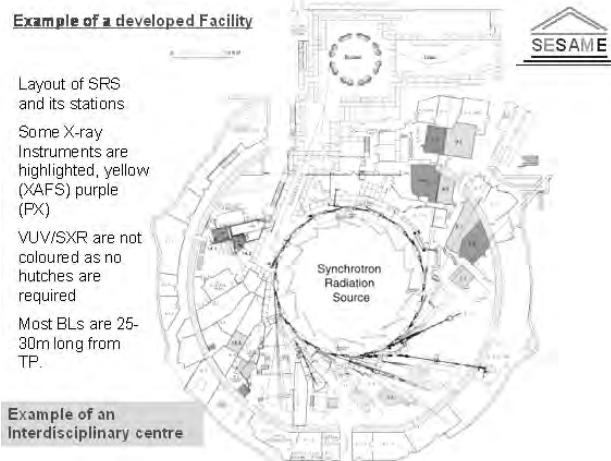 Example of a developed Facility
SESAME
Layout of SRS
and its stations
Some X-ray
Instruments are
highlighted, yellow
(XAFS) purple
(PX)
VUV/SXR are not
coloured as no
hutches are
required
Most BLs are 25-
30m long from
TP.
Synchrotron
Radiation
Source
Example of an
Interdisciplinary centre